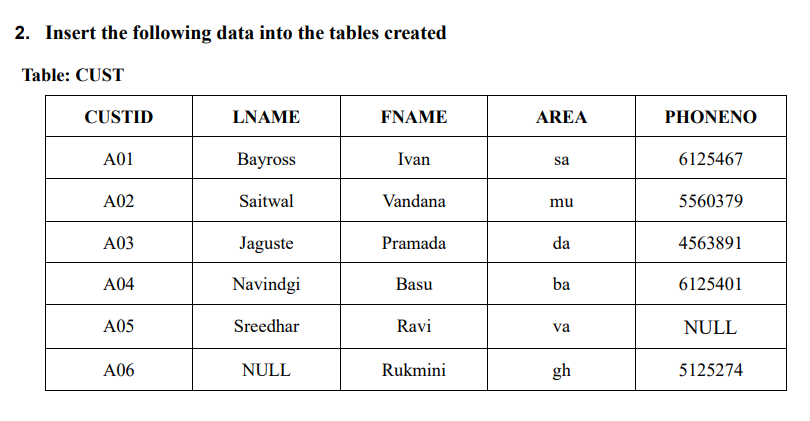 2. Insert the following data into the tables created
Table: CUST
CUSTID LNAME FNAME AREA PHONENO
A01 Bayross Ivan sa 6125467
A02 Saitwal Vandana mu 5560379
A03 Jaguste Pramada da 4563891
A04 Navindgi Basu ba 6125401
A05 Sreedhar Ravi va NULL
A06 NULL Rukmini gh 5125274